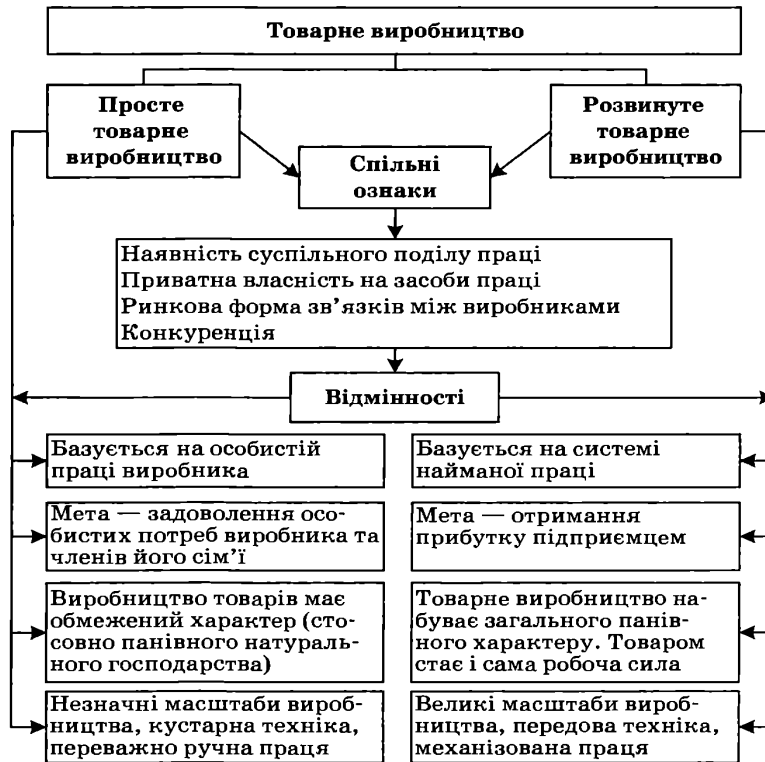 Товарне виробництво
Просте
товарне
виробництво
Розвинуте
товарне
виробництво
Спільні
ознаки
Наявність суспільного поділу праці
Приватна власність на засоби праці
Ринкова форма зв’язків між виробниками
Конкуренція
Відмінності
Базується на особистій
праці виробника
Базується на системі
найманої праці
Мета — задоволення осо-
бистих потреб виробника та
членів його сім’ї
Мета — отримання
прибутку підприємцем
Виробництво товарів має
обмежений характер (сто-
совно панівного натураль-
ного господарства)
Товарне виробництво на-
буває загального панів-
ного характеру. Товаром
стає і сама робоча сила
Незначні масштаби вироб-
ництва, кустарна техніка,
переважно ручна праця
Великі масштаби вироб-
ництва, передова техніка,
механізована праця